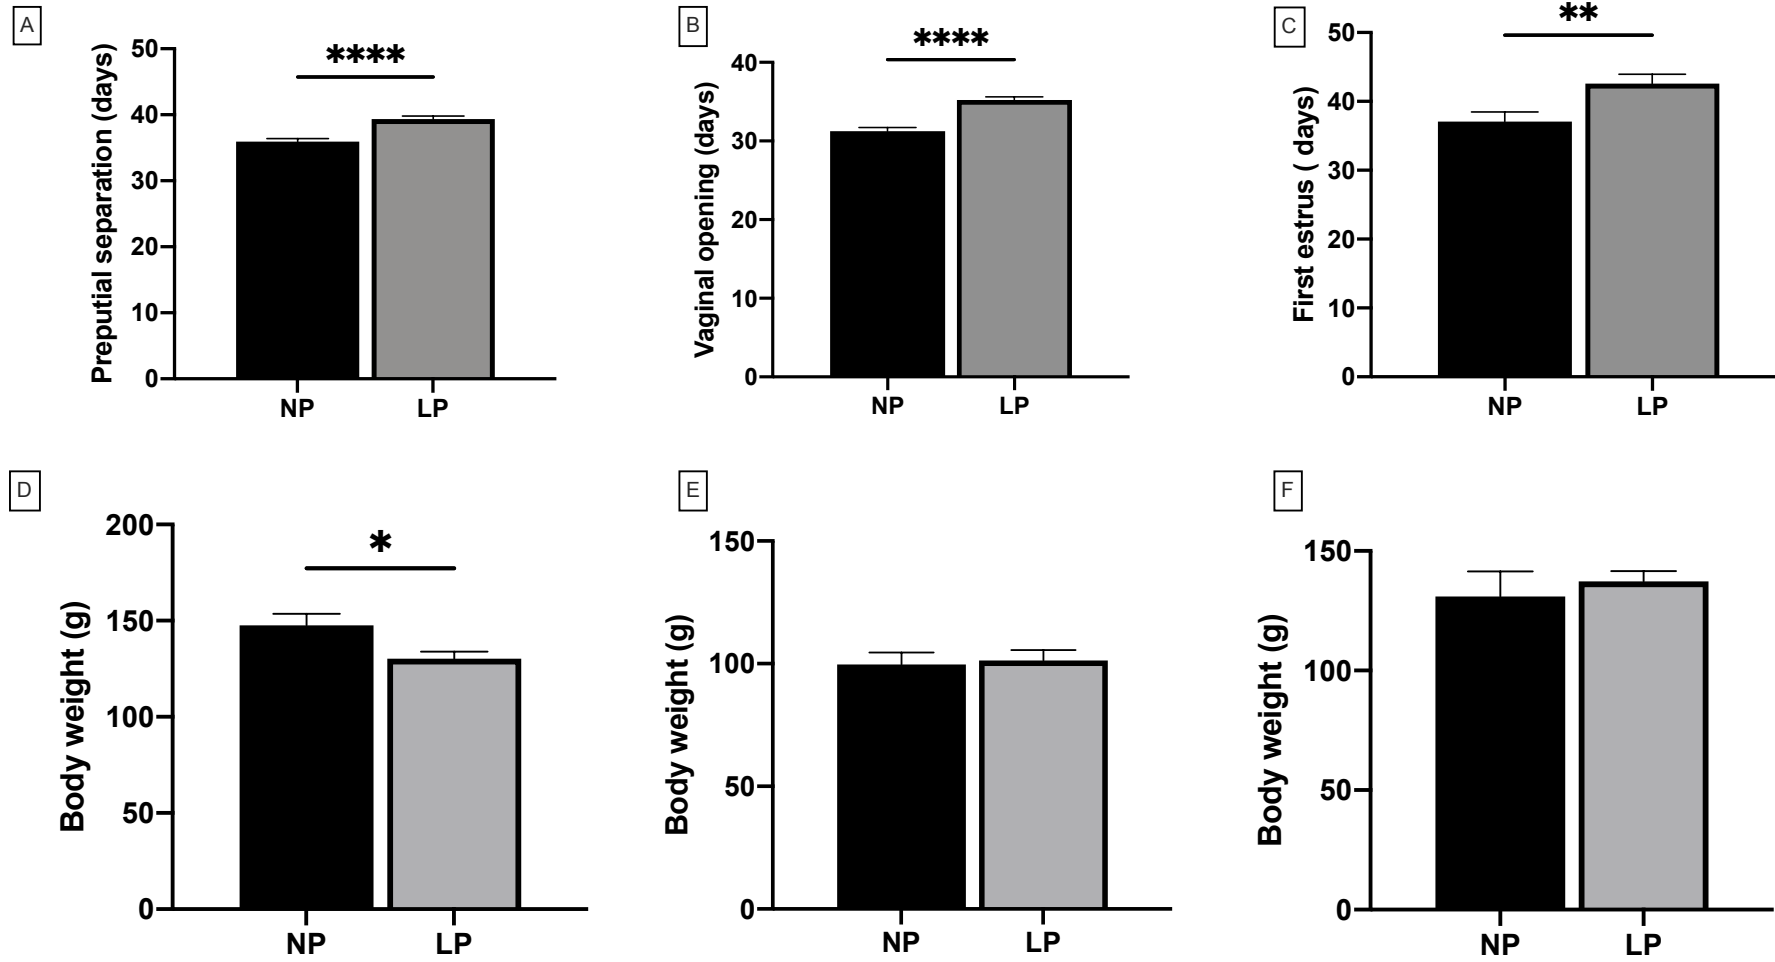 A
Preputial separation (days)
50
40
30
20
10
0
****
NP LP
B
Vaginal opening (days)
40
30
20
10
0
****
NP LP
C
First estrus ( days)
50
40
30
20
10
0
**
NP LP
D
Body weight (g)
200
150
100
50
0
*
NP LP
E
Body weight (g)
150
100
50
0
NP LP
F
Body weight (g)
150
100
50
0
NP LP